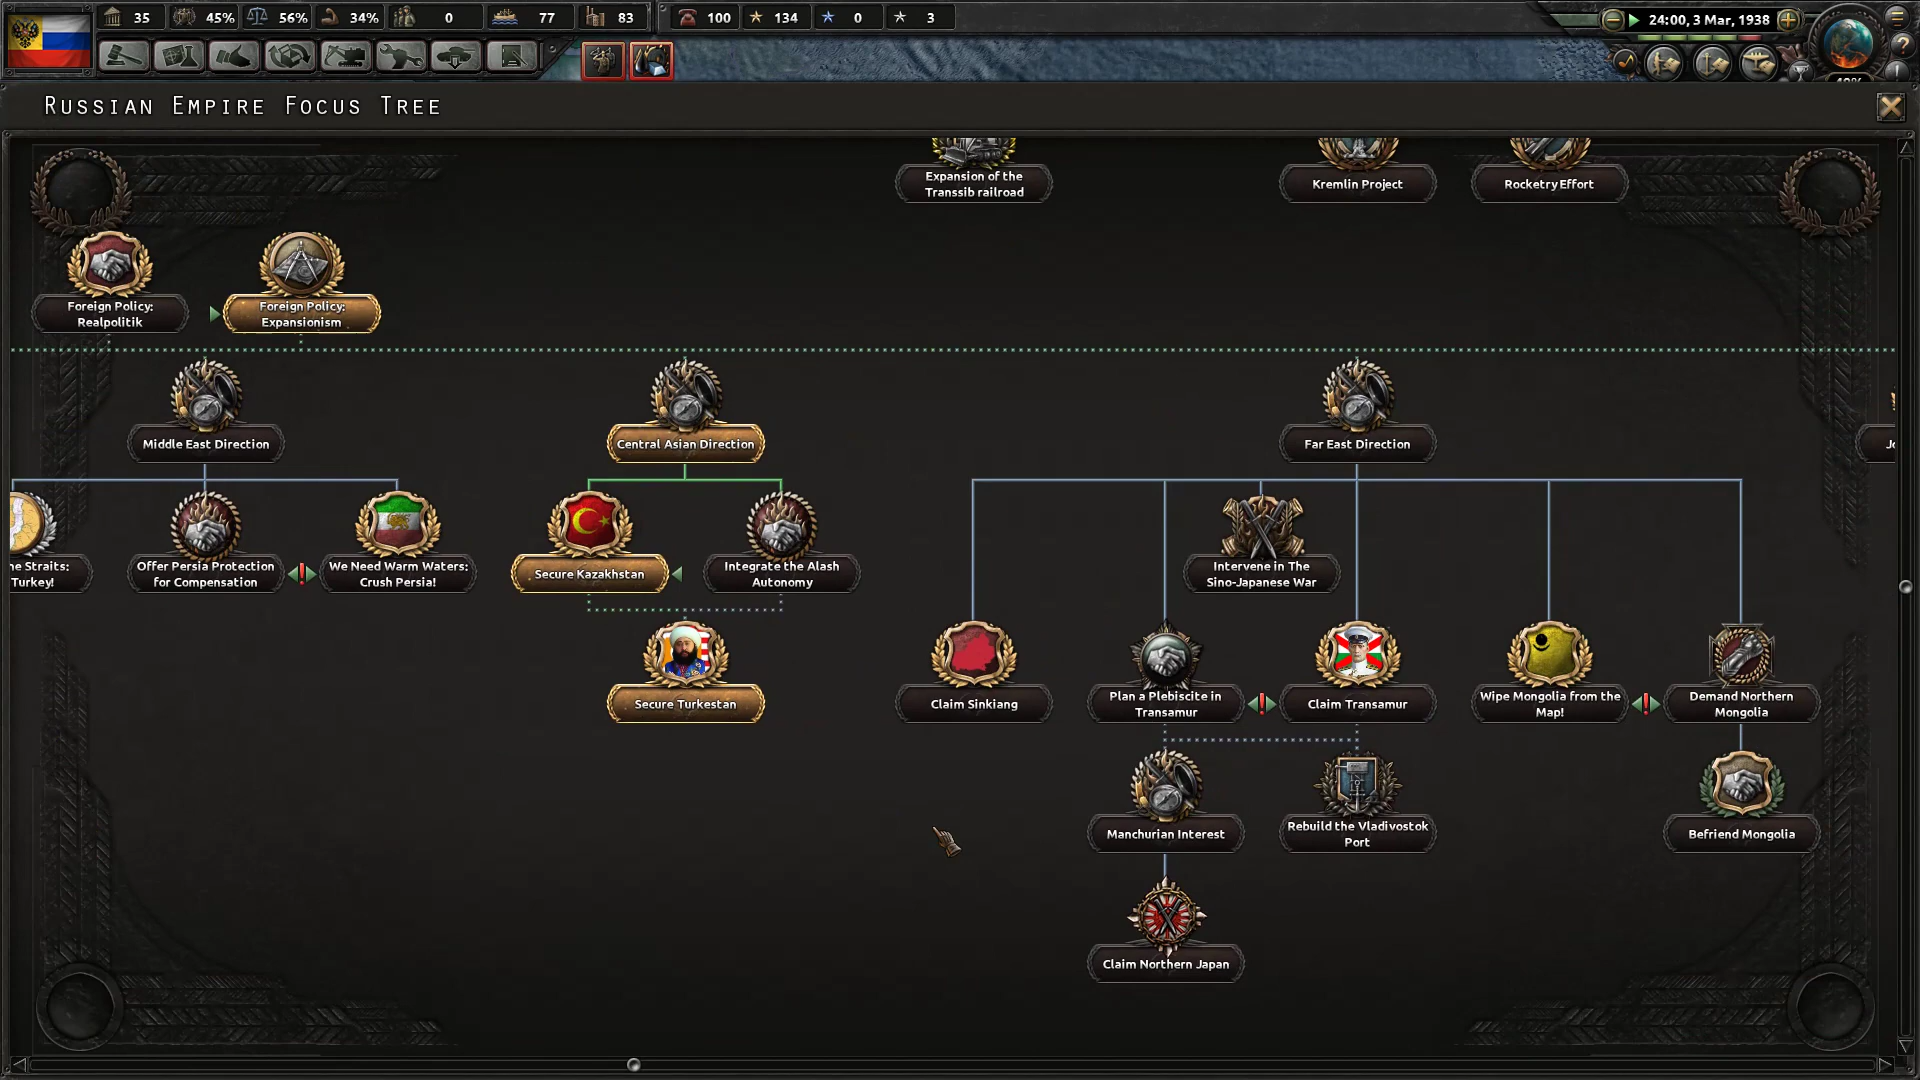 35
45%
56%
34%
0
77
83
100
134
0
3
24:00, 3 Mar, 1938
Russian Empire Focus Tree
Expansion of the
Transsib railroad
Kremlin Project
Rocketry Effort
Foreign Policy:
Realpolitik
Foreign Policy:
Expansionism
Middle East Direction
Central Asian Direction
Far East Direction
Jo
he Straits:
Turkey!
Offer Persia Protection
for Compensation
We Need Warm Waters:
Crush Persia!
Secure Kazakhstan
Integrate the Alash
Autonomy
Intervene in The
Sino-Japanese War
Secure Turkestan
Claim Sinkiang
Plan a Plebiscite in
Transamur
Claim Transamur
Wipe Mongolia from the
Map!
Demand Northern
Mongolia
Manchurian Interest
Rebuild the Vladivostok
Port
Befriend Mongolia
Claim Northern Japan